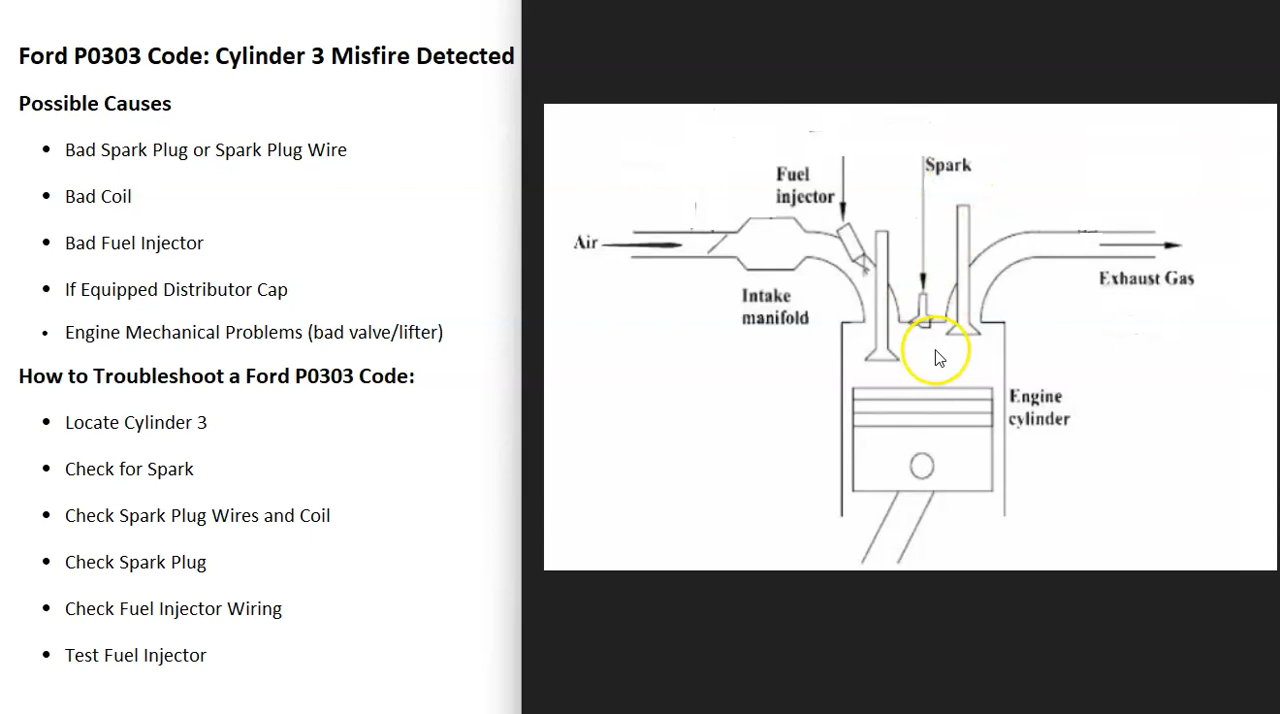 Ford P0303 Code: Cylinder 3 Misfire Detected
Possible Causes
• Bad Spark Plug or Spark Plug Wire
• Bad Coil
• Bad Fuel Injector
• If Equipped Distributor Cap
• Engine Mechanical Problems (bad valve/lifter)
How to Troubleshoot a Ford P0303 Code:
• Locate Cylinder 3
• Check for Spark
• Check Spark Plug Wires and Coil
• Check Spark Plug
• Check Fuel Injector Wiring
• Test Fuel Injector
Spark
Fuel
injector
Air
Exhaust Gas
Intake
manifold
Engine
cylinder